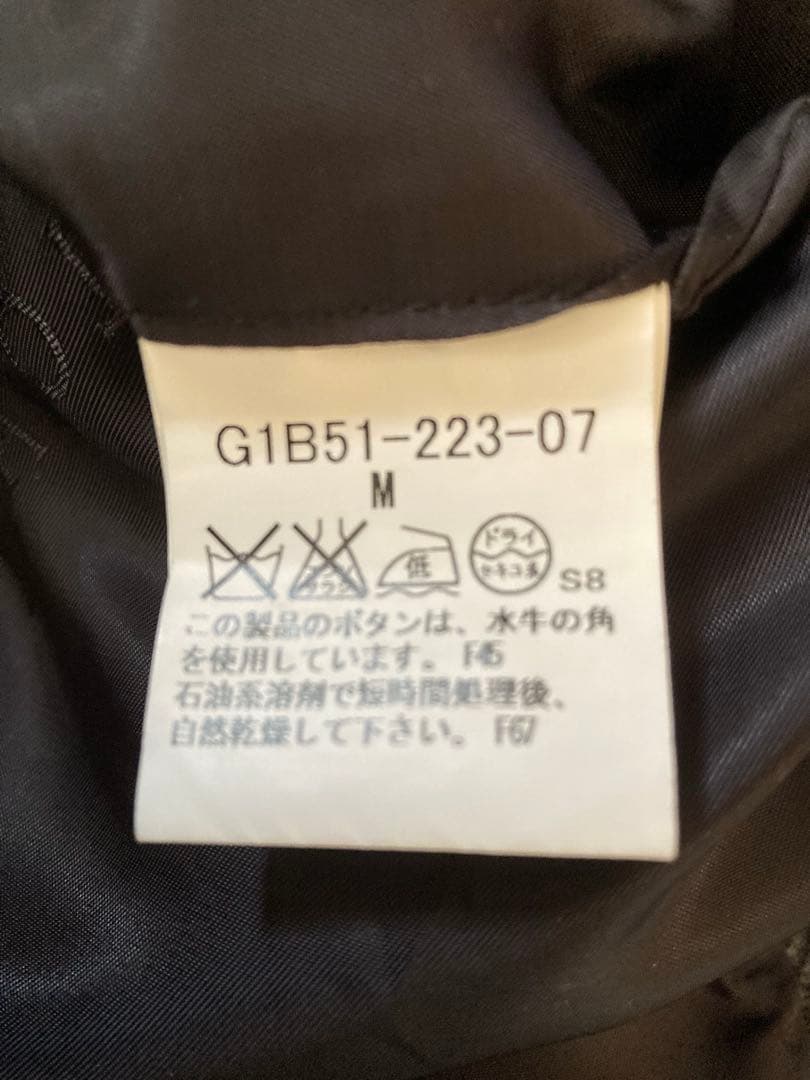 G1B51-223-07
M
低
ドライ
セキユ系
S8
この製品のボタンは、水牛の角
を使用しています。 F45
石油系溶剤で短時間処理後、
自然乾燥して下さい。 F67